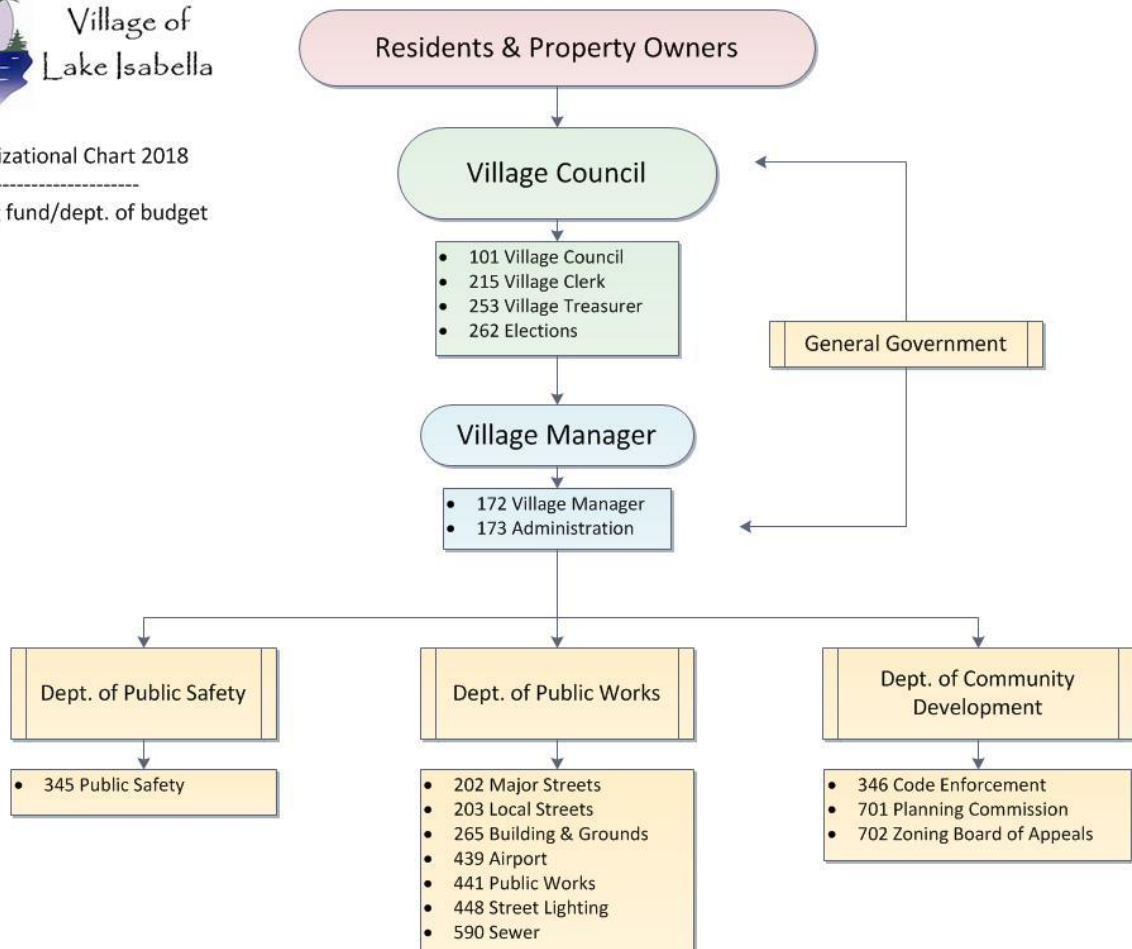 Village of
Lake Isabella
izational Chart 2018
--------------------
fund/dept. of budget
Residents & Property Owners
Village Council
• 101 Village Council
• 215 Village Clerk
• 253 Village Treasurer
• 262 Elections
General Government
Village Manager
• 172 Village Manager
• 173 Administration
Dept. of Public Safety
• 345 Public Safety
Dept. of Public Works
• 202 Major Streets
• 203 Local Streets
• 265 Building & Grounds
• 439 Airport
• 441 Public Works
• 448 Street Lighting
• 590 Sewer
Dept. of Community
Development
• 346 Code Enforcement
• 701 Planning Commission
• 702 Zoning Board of Appeals